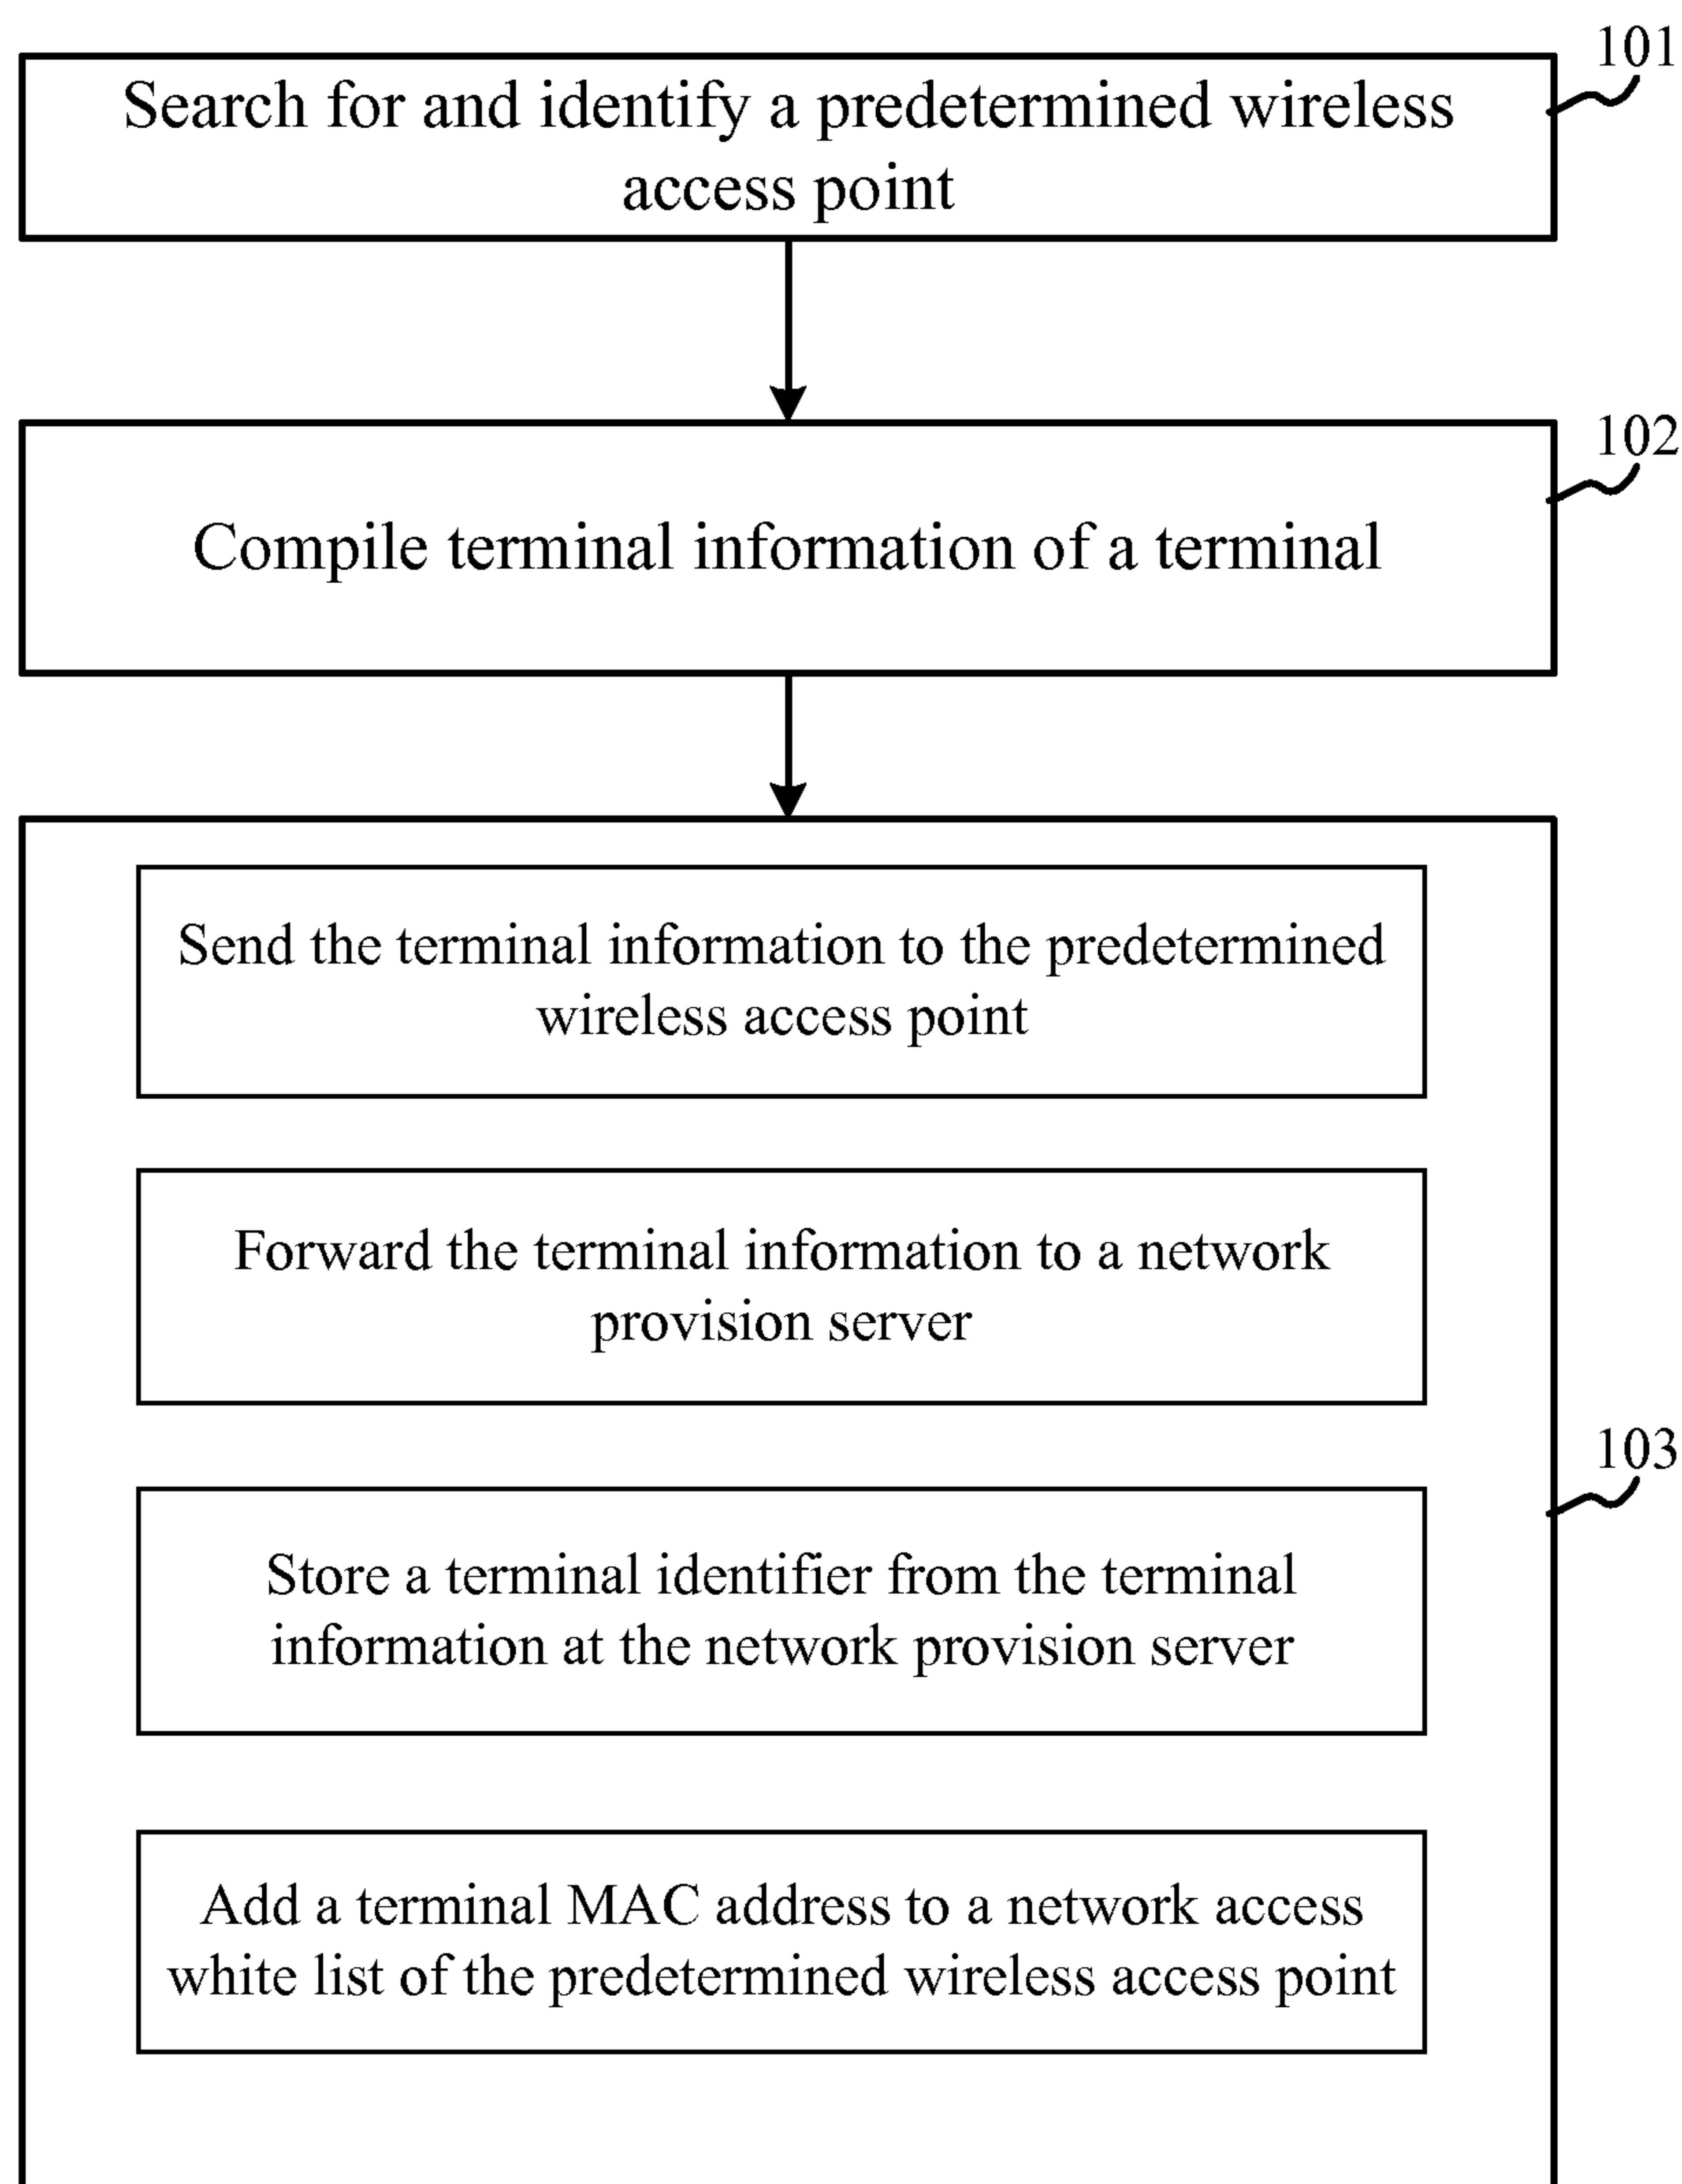 101
Search for and identify a predetermined wireless
access point
102
Compile terminal information of a terminal
Send the terminal information to the predetermined
wireless access point
Forward the terminal information to a network
provision server
103
Store a terminal identifier from the terminal
information at the network provision server
Add a terminal MAC address to a network access
white list of the predetermined wireless access point